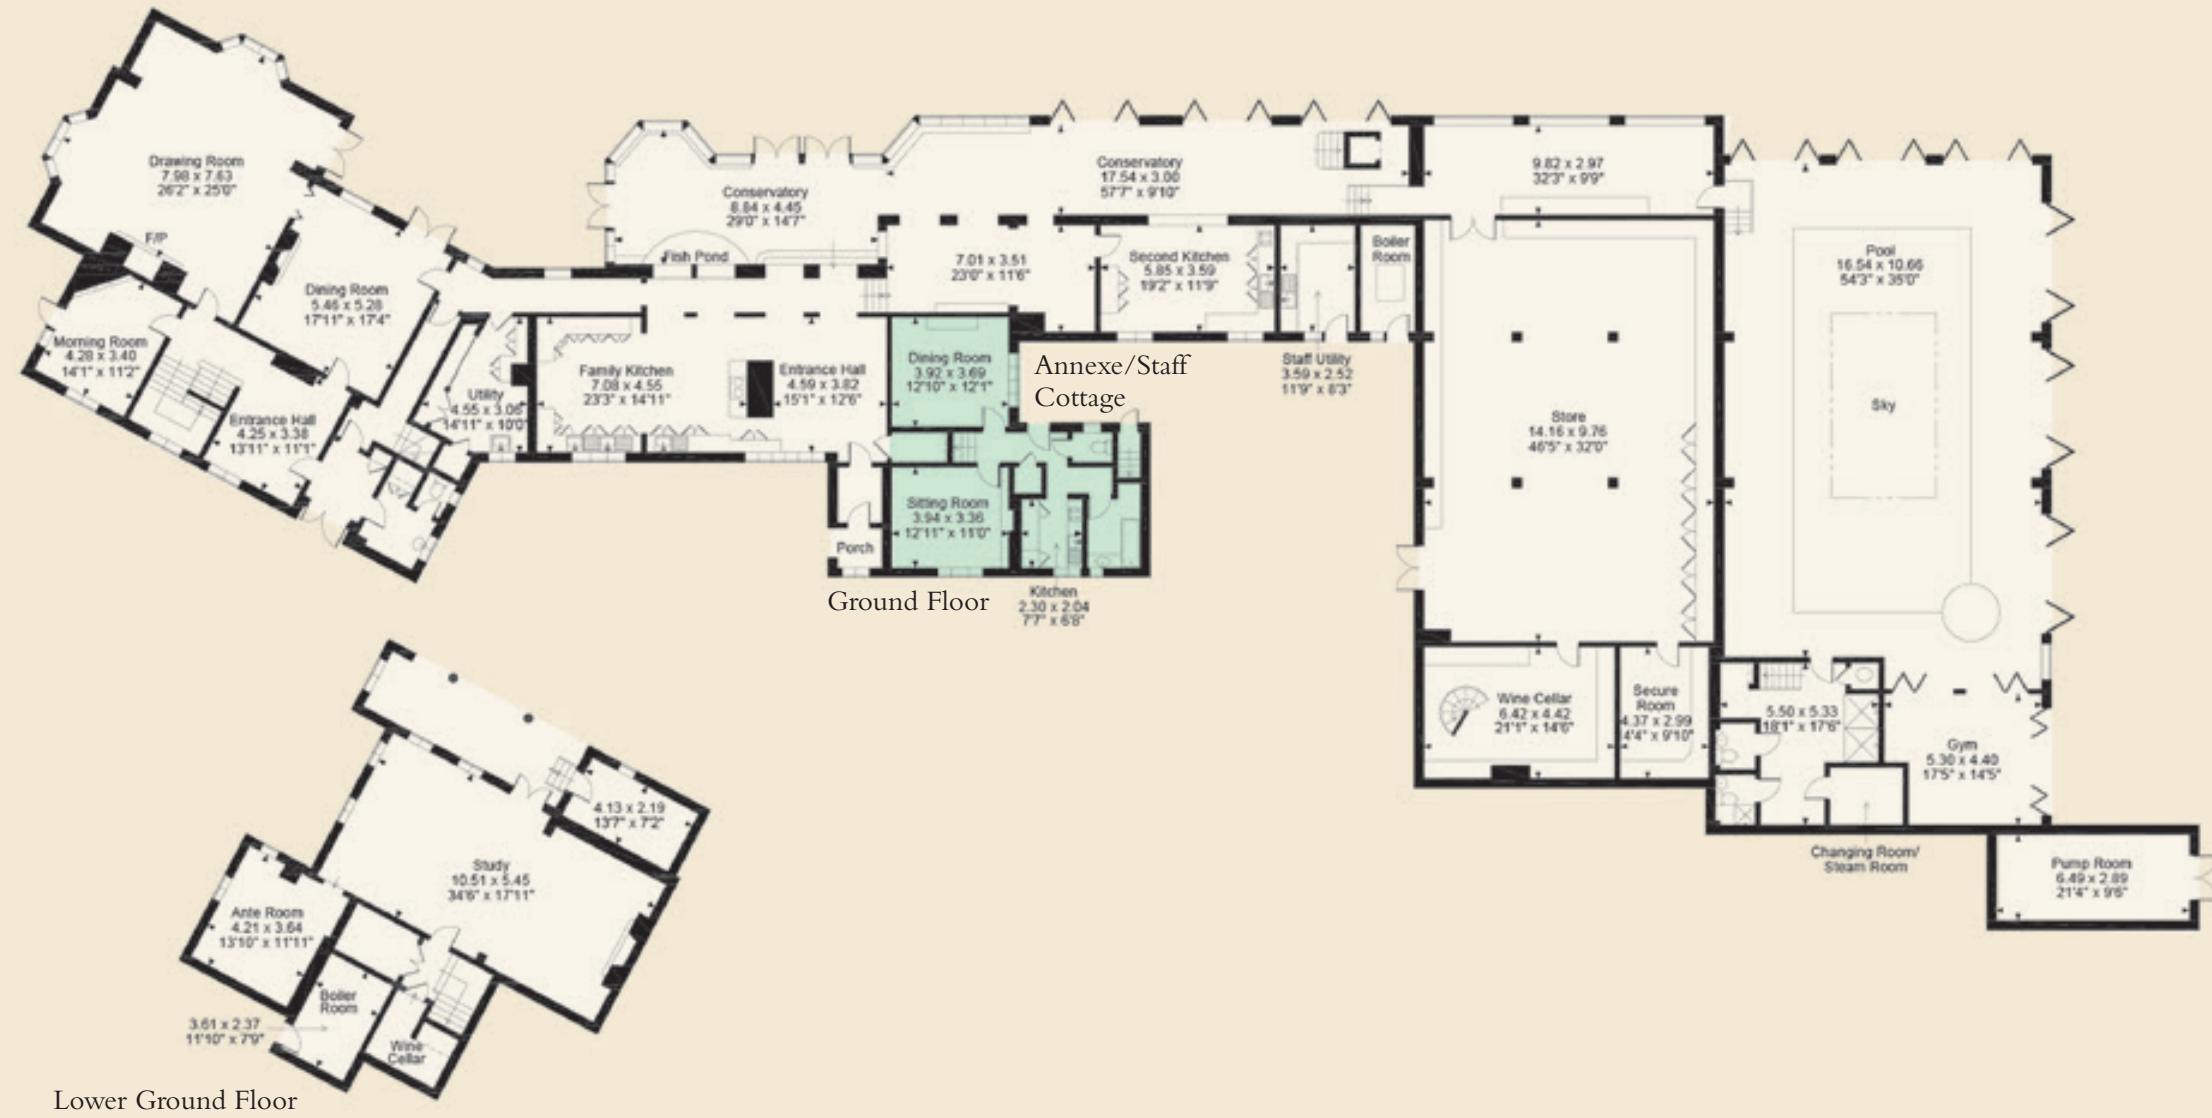 Drawing Room
7.98 x 7.63
26'2" x 25'0"
F/P
Dining Room
5.46 x 5.28
17'11" x 17'4"
Morning Room
4.28 x 3.40
14'1" x 11'2"
Entrance Hall
4.25 x 3.38
13'11" x 11'1"
Utility
4.55 x 3.06
14'11" x 10'0"
Family Kitchen
7.08 x 4.55
23'3" x 14'11"
Entrance Hall
4.59 x 3.82
15'1" x 12'6"
Conservatory
8.84 x 4.45
29'0" x 14'7"
Fish Pond
Conservatory
17.54 x 3.00
57'7" x 9'10"
7.01 x 3.51
23'0" x 11'6"
Second Kitchen
5.85 x 3.59
19'2" x 11'9"
Boiler
Room
Staff Utility
3.59 x 2.52
11'9" x 8'3"
9.82 x 2.97
32'3" x 9'9"
Pool
16.54 x 10.66
54'3" x 35'0"
Sky
Store
14.16 x 9.76
46'5" x 32'0"
Dining Room
3.92 x 3.69
12'10" x 12'1"
Annexe/Staff
Cottage
Sitting Room
3.94 x 3.36
12'11" x 11'0"
Porch
Kitchen
2.30 x 2.04
7'7" x 6'8"
Ground Floor
Wine Cellar
6.42 x 4.42
21'1" x 14'6"
Secure
Room
4.37 x 2.99
4'4" x 9'10"
5.50 x 5.33
18'1" x 17'6"
Gym
5.30 x 4.40
17'5" x 14'5"
Changing Room/
Steam Room
Pump Room
6.49 x 2.89
21'4" x 9'6"
4.13 x 2.19
13'7" x 7'2"
Study
10.51 x 5.45
34'6" x 17'11"
Ante Room
4.21 x 3.64
13'10" x 11'11"
Boiler
Room
3.61 x 2.37
11'10" x 7'9"
Wine
Cellar
Lower Ground Floor